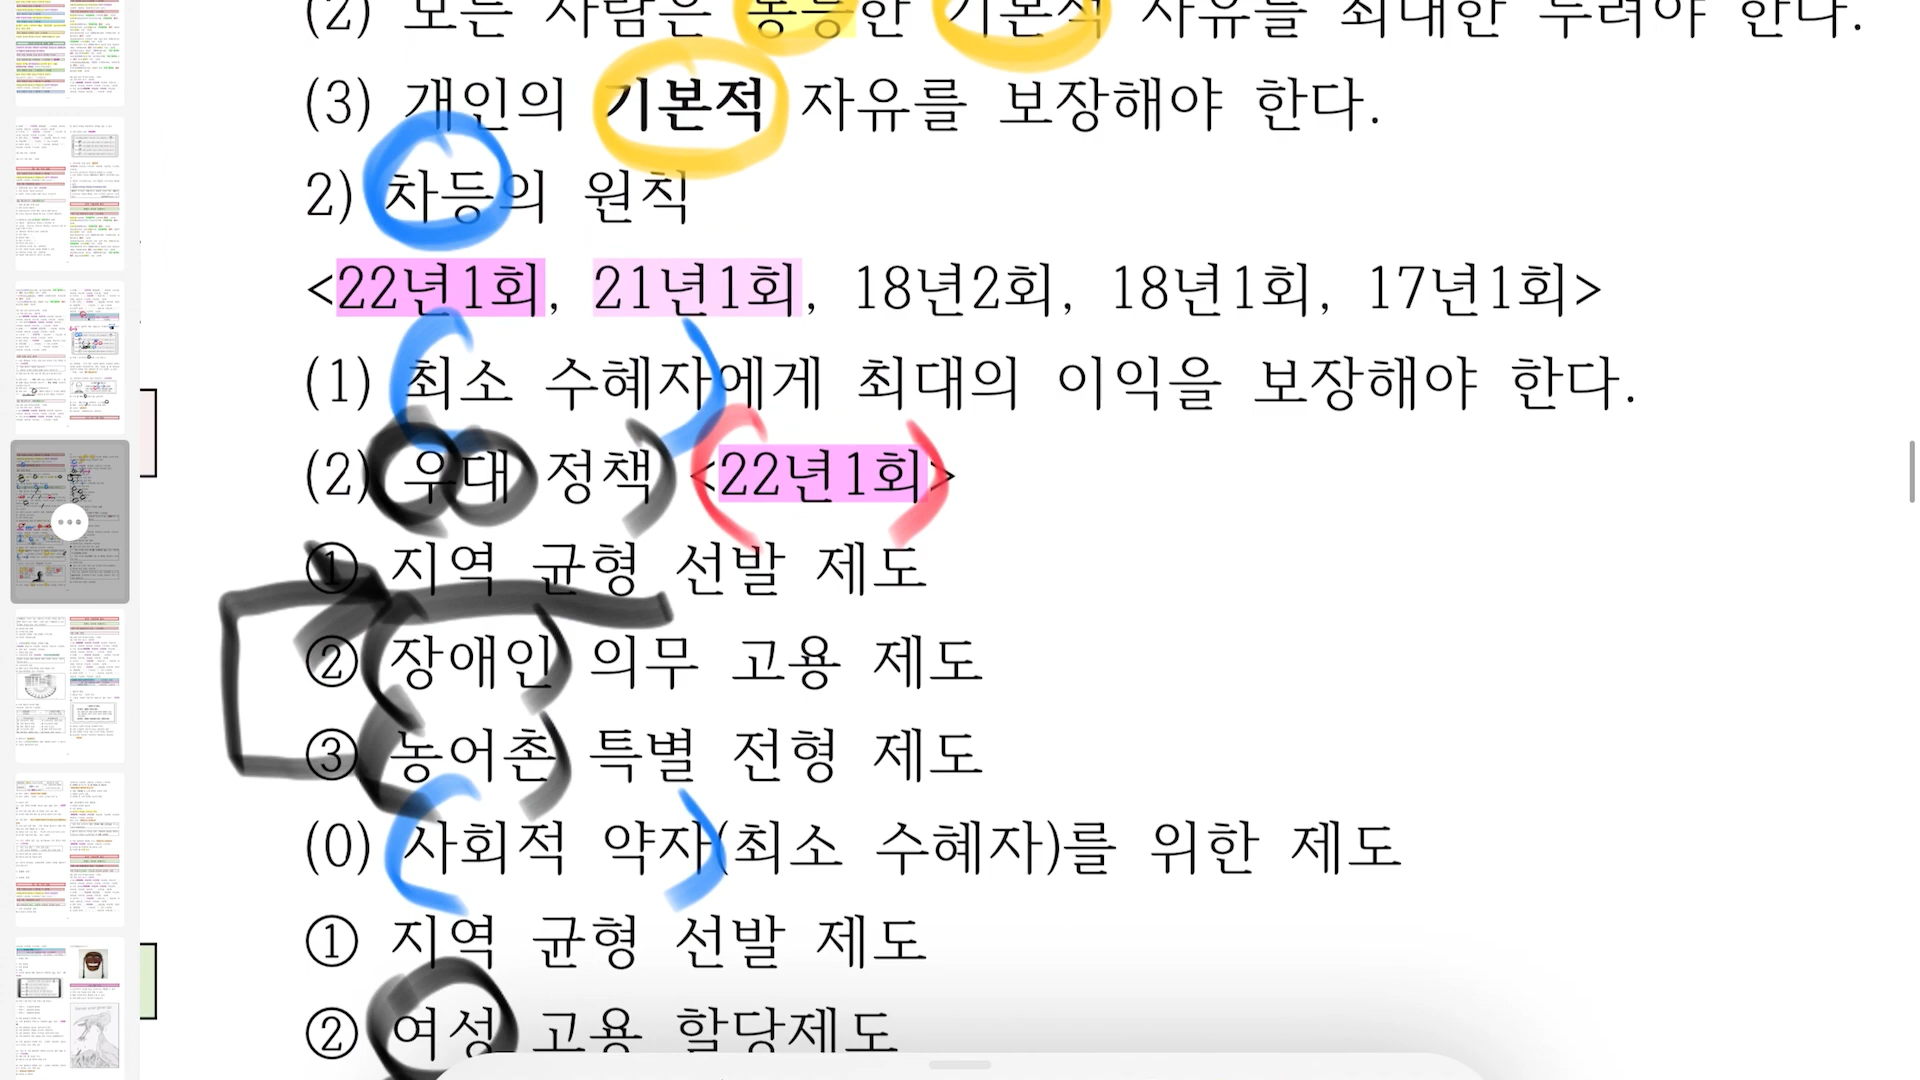 (2) 모든 사람은 동등한 기본적 자유를 최대한 누려야 한다.
(3) 개인의 기본적 자유를 보장해야 한다.
2) 차등의 원칙
<22년1회, 21년1회, 18년2회, 18년1회, 17년1회>
(1) 최소 수혜자에게 최대의 이익을 보장해야 한다.
(2) 우대 정책 <22년1회>
① 지역 균형 선발 제도
② 장애인 의무 고용 제도
③ 농어촌 특별 전형 제도
(0) 사회적 약자(최소 수혜자)를 위한 제도
① 지역 균형 선발 제도
② 여성 고용 할당제도